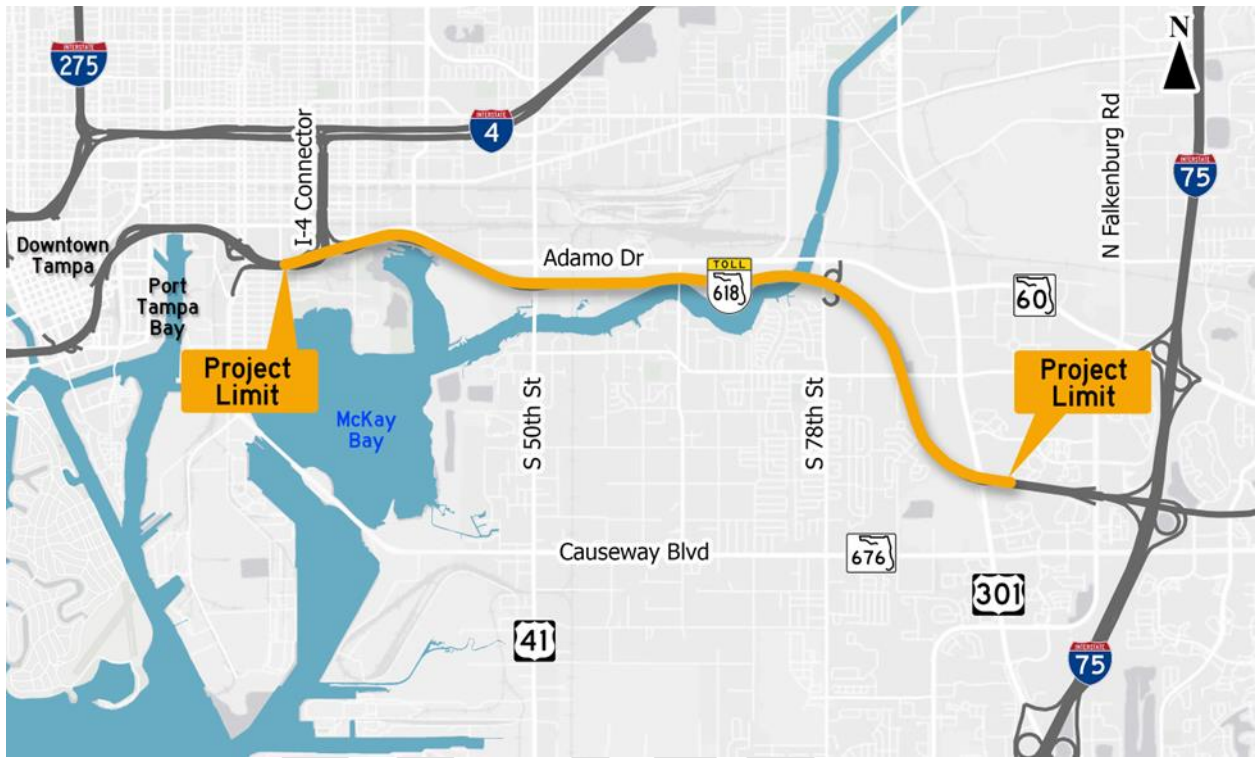 N
INTERSTATE
275
INTERSTATE
4
I-4 Connector
N Falkenburg Rd
INTERSTATE
75
Downtown
Tampa
Port
Tampa
Bay
Adamo Dr
TOLL
618
60
Project
Limit
Project
Limit
McKay
Bay
S 50th St
S 78th St
Causeway Blvd
676
301
41
INTERSTATE
75